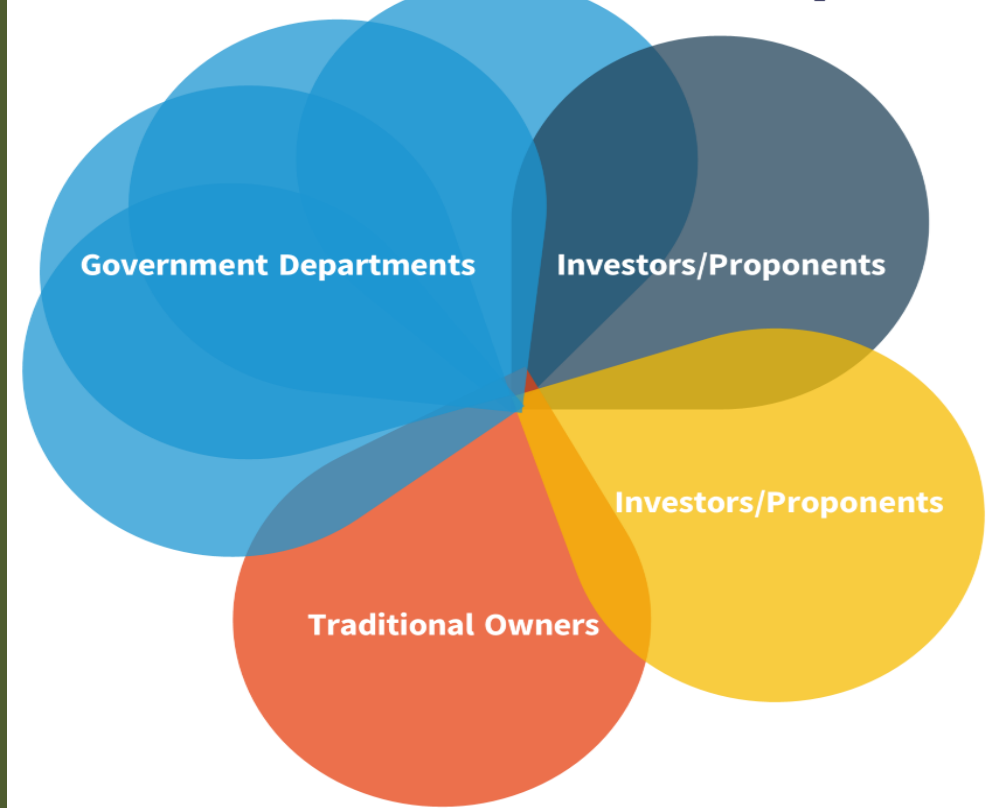 Government Departments
Investors/Proponents
Investors/Proponents
Traditional Owners